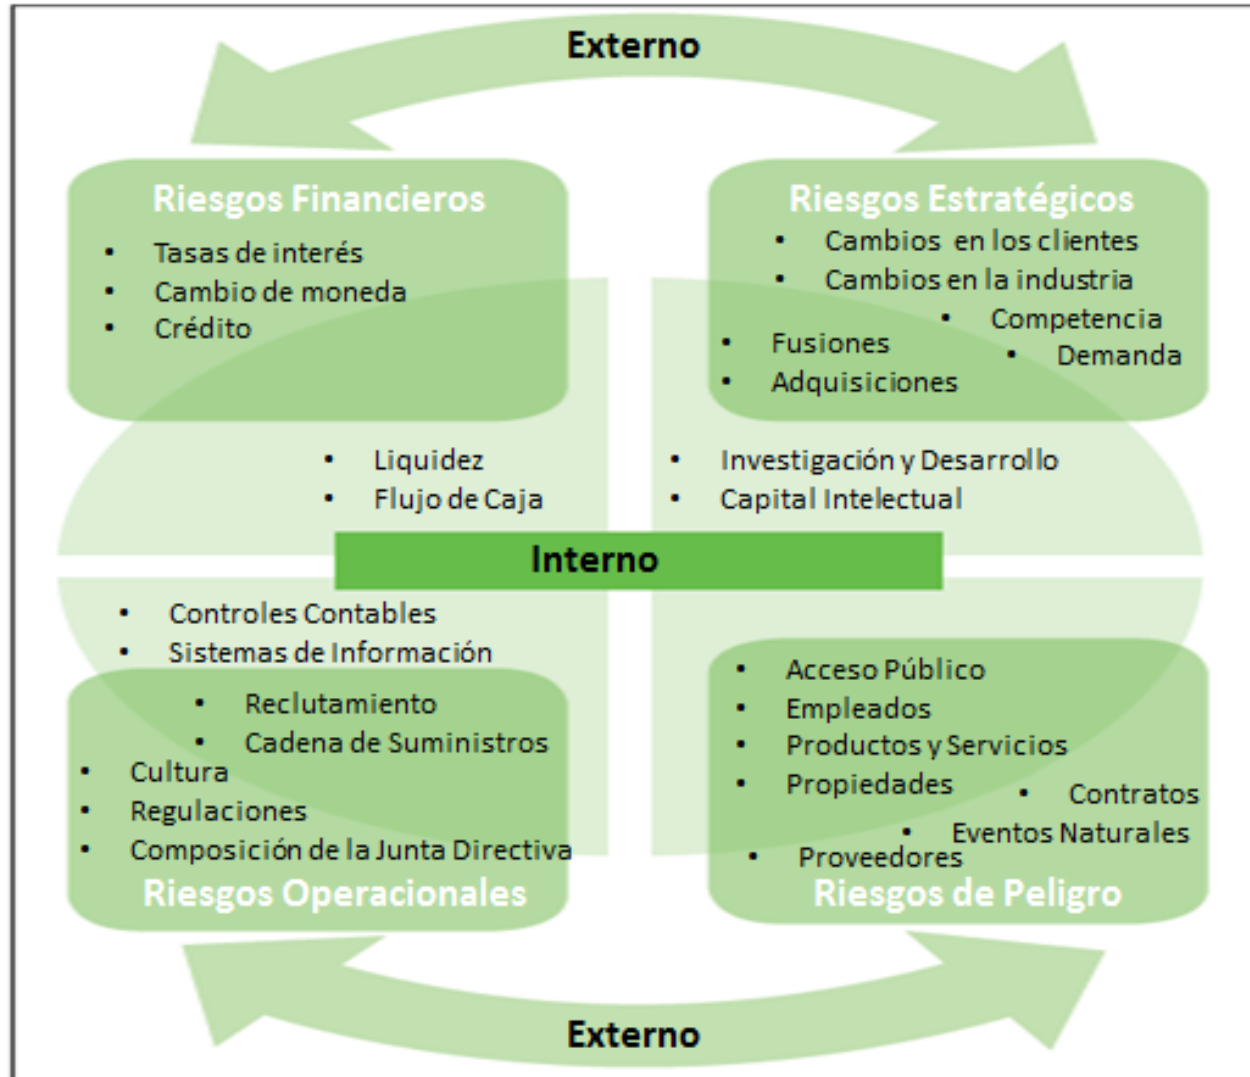 Externo
Riesgos Financieros
• Tasas de interés
• Cambio de moneda
• Crédito
Riesgos Estratégicos
• Cambios en los clientes
• Cambios en la industria
• Competencia
• Demanda
• Fusiones
• Adquisiciones
• Liquidez
• Flujo de Caja
• Investigación y Desarrollo
• Capital Intelectual
Interno
• Controles Contables
• Sistemas de Información
• Reclutamiento
• Cadena de Suministros
• Cultura
• Regulaciones
• Composición de la Junta Directiva
Riesgos Operacionales
• Acceso Público
• Empleados
• Productos y Servicios
• Propiedades
• Contratos
• Eventos Naturales
• Proveedores
Riesgos de Peligro
Externo